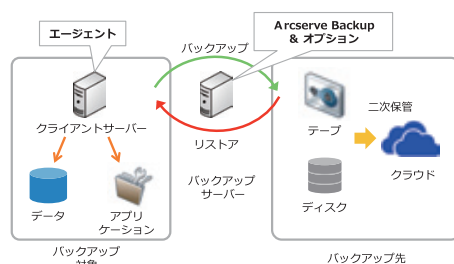 エージェント
バックアップ
Arcserve Backup
& オプション
クライアントサーバー
リストア
テープ
二次保管
クラウド
データ
アプリ
ケーション
バックアップ
サーバー
ディスク
バックアップ
対象
バックアップ先